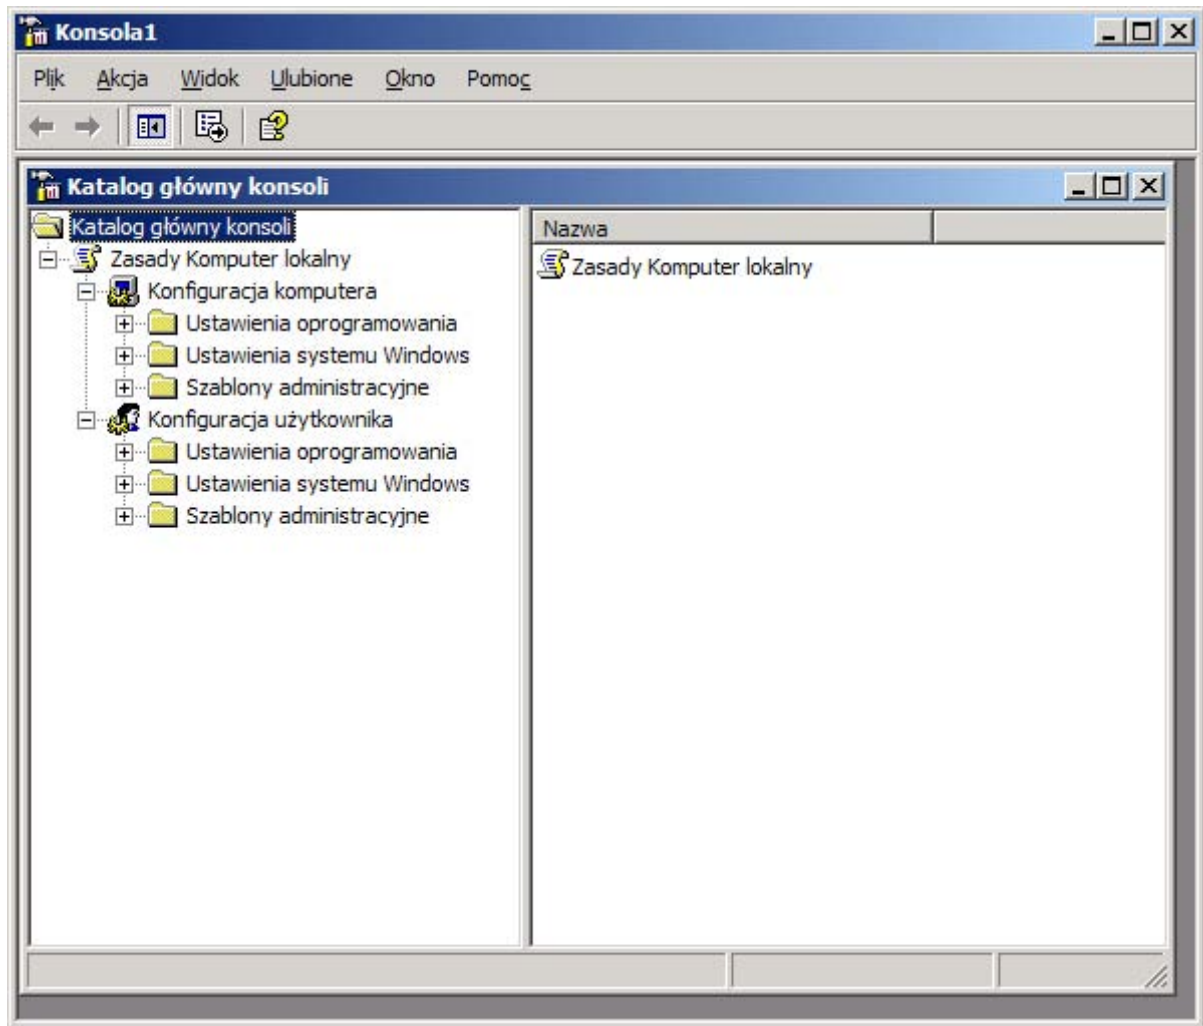 Konsola1
Plik Akcja Widok Ulubione Okno Pomoc
Katalog główny konsoli
Katalog główny konsoli
Zasady Komputer lokalny
Konfiguracja komputera
Ustawienia oprogramowania
Ustawienia systemu Windows
Szablony administracyjne
Konfiguracja użytkownika
Ustawienia oprogramowania
Ustawienia systemu Windows
Szablony administracyjne
Nazwa
Zasady Komputer lokalny